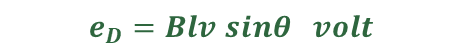 e_D = Blv sinθ volt